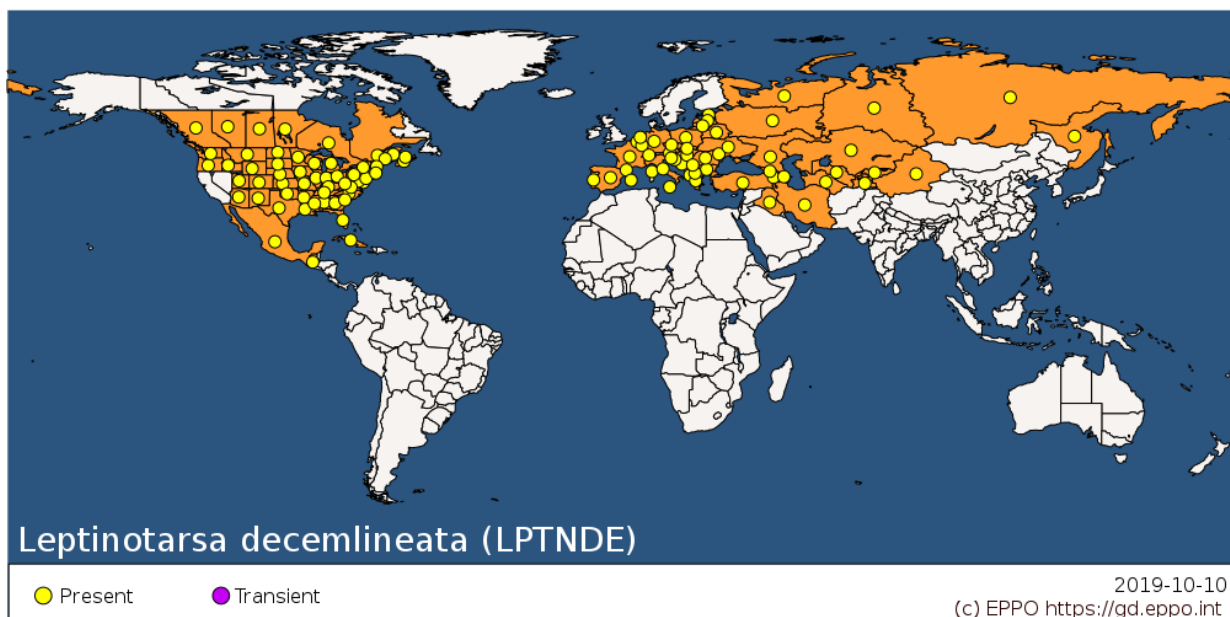 Leptinotarsa decemlineata (LPTNDE)
Present
Transient
2019-10-10
(c) EPPO https://gd.eppo.int